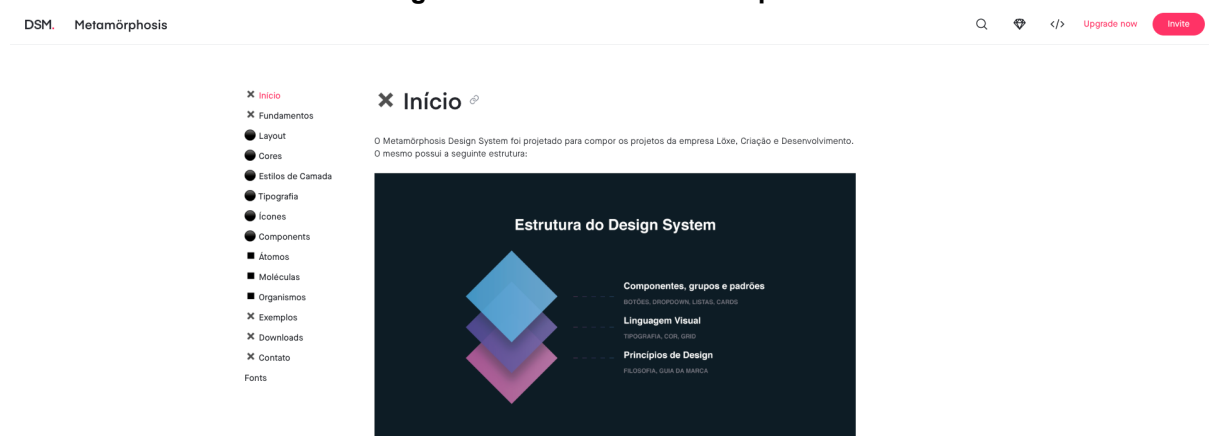 DSM. Metamörphosis
</> Upgrade now Invite
Início
Fundamentos
Layout
Cores
Estilos de Camada
Tipografia
Ícones
Components
Átomos
Moléculas
Organismos
Exemplos
Downloads
Contato
Fonts
Início
O Metamörphosis Design System foi projetado para compor os projetos da empresa Löxe, Criação e Desenvolvimento.
O mesmo possui a seguinte estrutura:
Estrutura do Design System
Componentes, grupos e padrões
BOTÕES, DROPDOWN, LISTAS, CARDS
Linguagem Visual
TIPOGRAFIA, COR, GRID
Princípios de Design
FILOSOFIA, GUIA DA MARCA